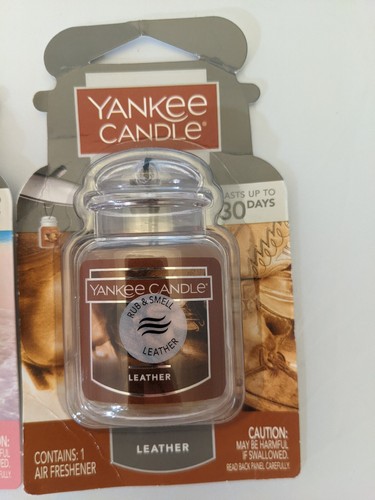 YANKEE
CANDLE®
LASTS UP TO
30 DAYS
YANKEE CANDLE®
RUB & SMELL
LEATHER
LEATHER
CONTAINS: 1
AIR FRESHENER
LEATHER
CAUTION:
MAY BE HARMFUL
IF SWALLOWED.
READ BACK PANEL CAREFULLY.